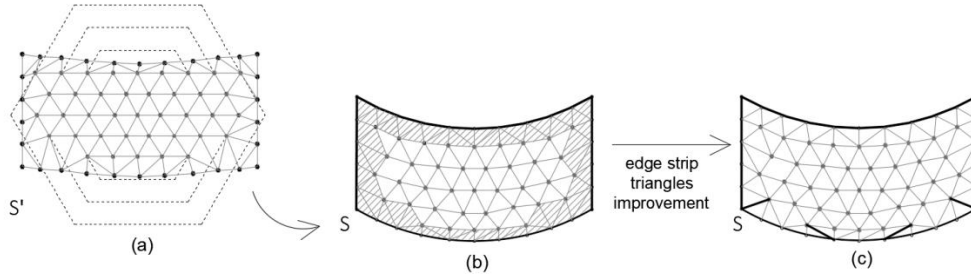 S'
(a)
S
(b)
edge strip
triangles
improvement
S
(c)